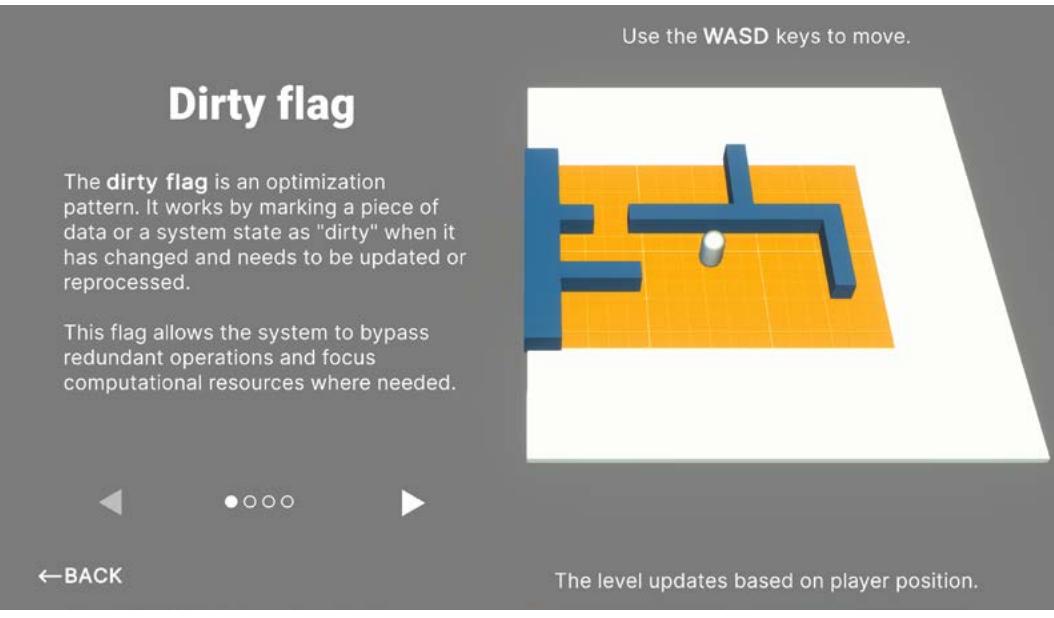 Use the WASD keys to move.
Dirty flag
The dirty flag is an optimization
pattern. It works by marking a piece of
data or a system state as "dirty" when it
has changed and needs to be updated or
reprocessed.
This flag allows the system to bypass
redundant operations and focus
computational resources where needed.
←BACK
The level updates based on player position.